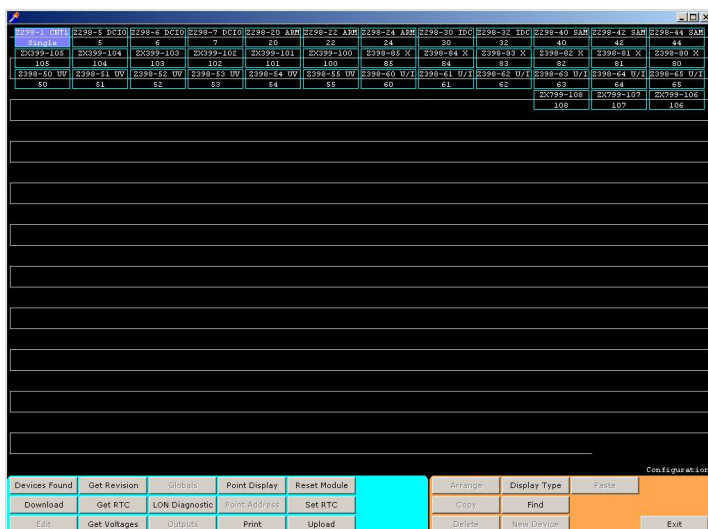 Z298-1 CNTL Z298-5 DCIO Z298-6 DCIO Z298-7 DCIO Z298-20 ARM Z298-22 ARM Z298-24 ARM Z298-30 IDC Z298-32 IDC Z298-40 SAM Z298-42 SAM Z298-44 SAM
Single 5 6 7 20 22 24 30 32 40 42 44
ZX399-105 ZX399-104 ZX399-103 ZX399-102 ZX399-101 ZX399-100 Z398-85 X Z398-84 X Z398-83 X Z398-82 X Z398-81 X Z398-80 X
105 104 103 102 101 100 85 84 83 82 81 80
Z398-50 UV Z398-51 UV Z398-52 UV Z398-53 UV Z398-54 UV Z398-55 UV Z398-60 U/I Z398-61 U/I Z398-62 U/I Z398-63 U/I Z398-64 U/I Z398-65 U/I
50 51 52 53 54 55 60 61 62 63 64 65
ZX799-108 ZX799-107 ZX799-106
108 107 106
Configuration
Devices Found Get Revision Globals Point Display Reset Module Arrange Display Type Paste
Download Get RTC LON Diagnostic Point Address Set RTC Copy Find
Edit Get Voltages Outputs Print Upload Delete New Device Exit